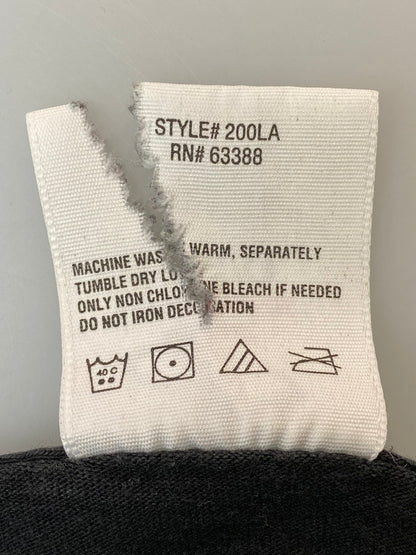 STYLE# 200LA
RN# 63388
MACHINE WAS WARM, SEPARATELY
TUMBLE DRY LO
ONLY NON CHLO NE BLEACH IF NEEDED
DO NOT IRON DECORATION
40 C